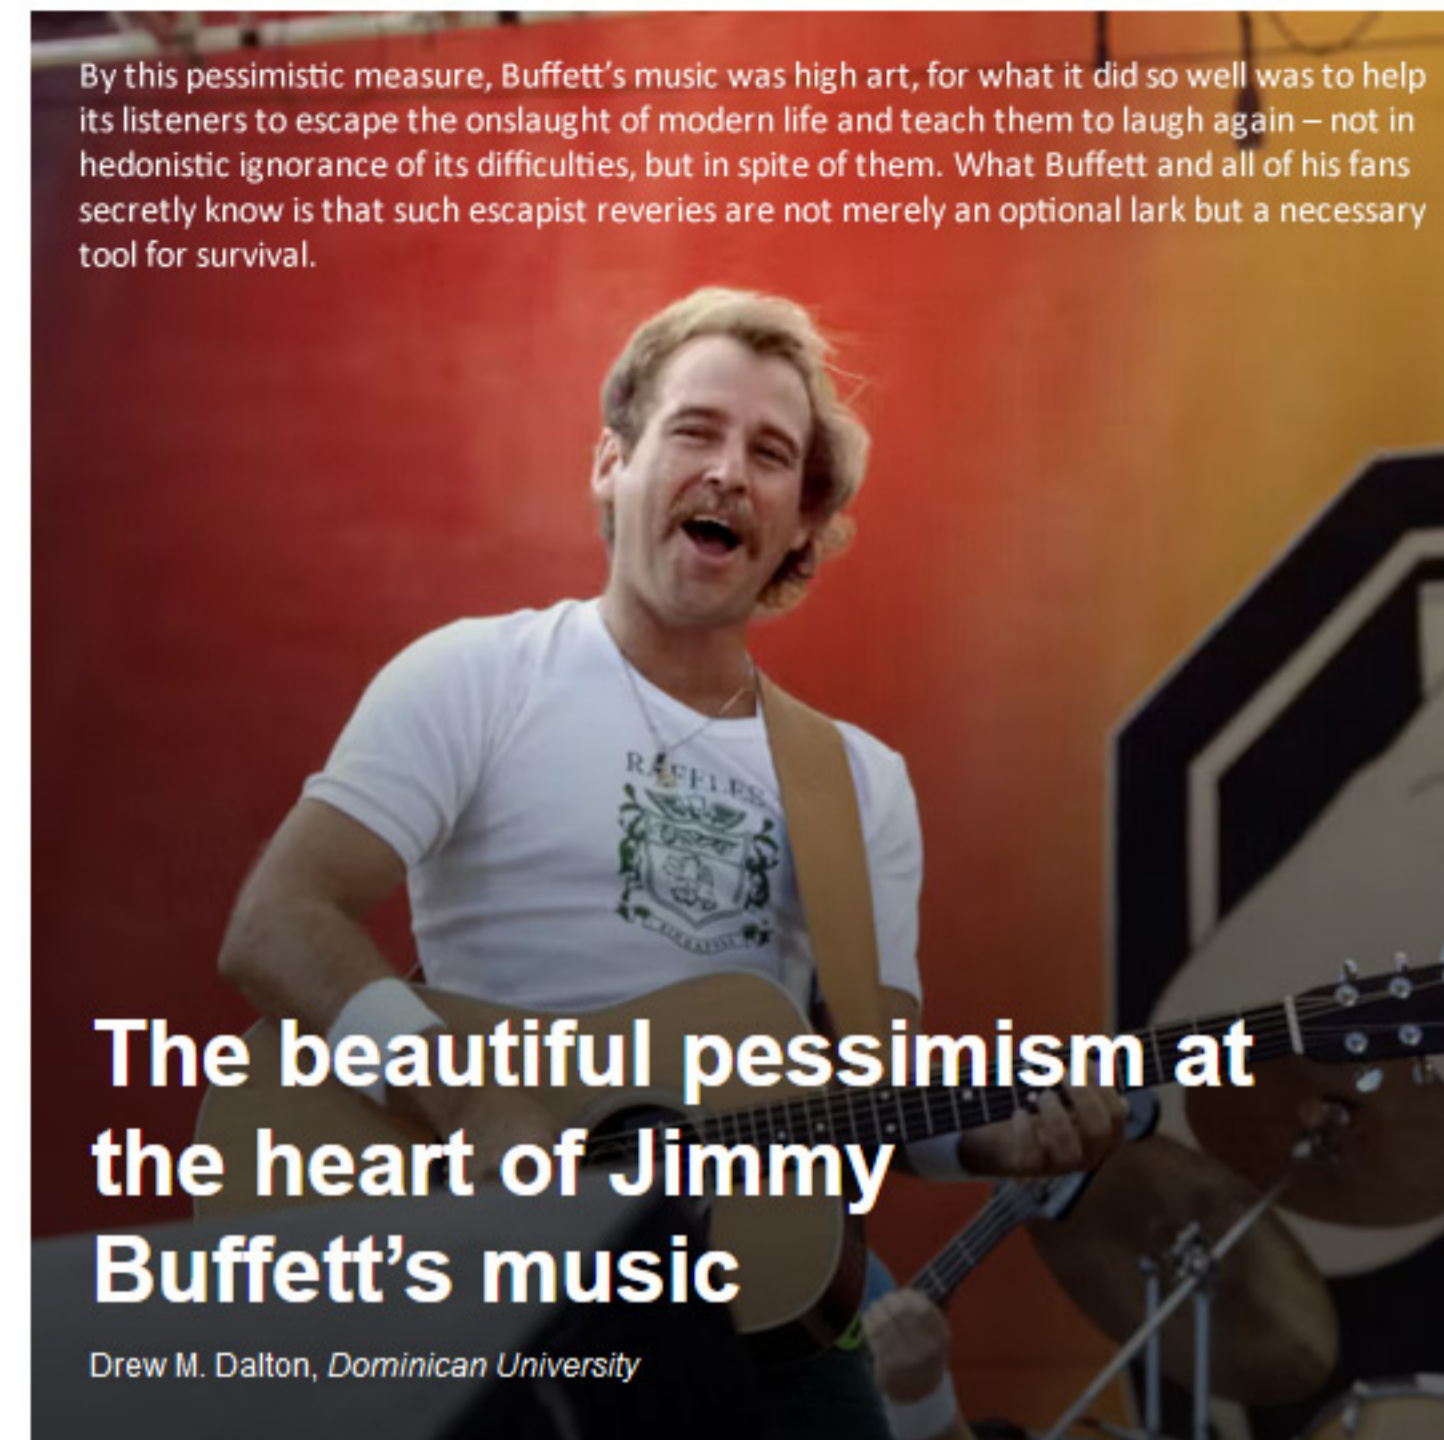 By this pessimistic measure, Buffett’s music was high art, for what it did so well was to help
its listeners to escape the onslaught of modern life and teach them to laugh again – not in
hedonistic ignorance of its difficulties, but in spite of them. What Buffett and all of his fans
secretly know is that such escapist reveries are not merely an optional lark but a necessary
tool for survival.
RAFFLES
The beautiful pessimism at
the heart of Jimmy
Buffett’s music
Drew M. Dalton, Dominican University